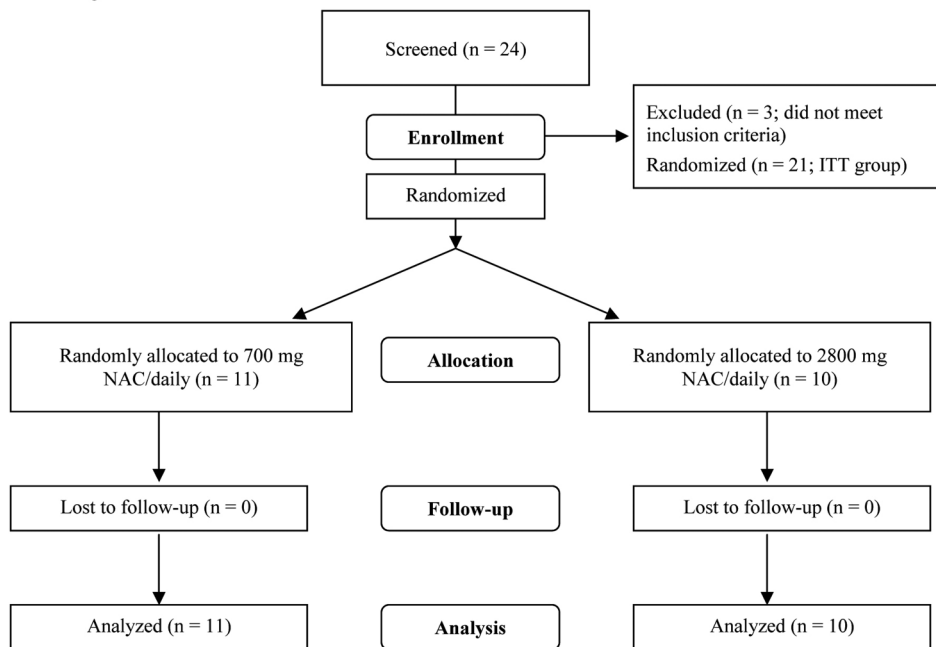 Screened (n = 24)
Excluded (n = 3; did not meet
inclusion criteria)
Enrollment
Randomized (n = 21; ITT group)
Randomized
Randomly allocated to 700 mg
NAC/daily (n = 11)
Allocation
Randomly allocated to 2800 mg
NAC/daily (n = 10)
Lost to follow-up (n = 0)
Follow-up
Lost to follow-up (n = 0)
Analyzed (n = 11)
Analysis
Analyzed (n = 10)